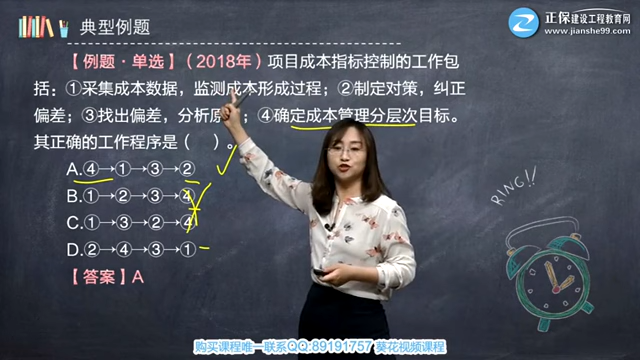 典型例题
正保建设工程教育网
www.jianshe99.com
【例题·单选】（2018年）项目成本指标控制的工作包
括：①采集成本数据，监测成本形成过程；②制定对策，纠正
偏差；③找出偏差，分析原；④确定成本管理分层次目标。
其正确的工作程序是（ ）。
A.④→①→③→②
B.①→②→③→④
C.①→③→②→④
D.②→④→③→①
【答案】A
RING!!
购买课程唯一联系QQ:89191757 葵花视频课程